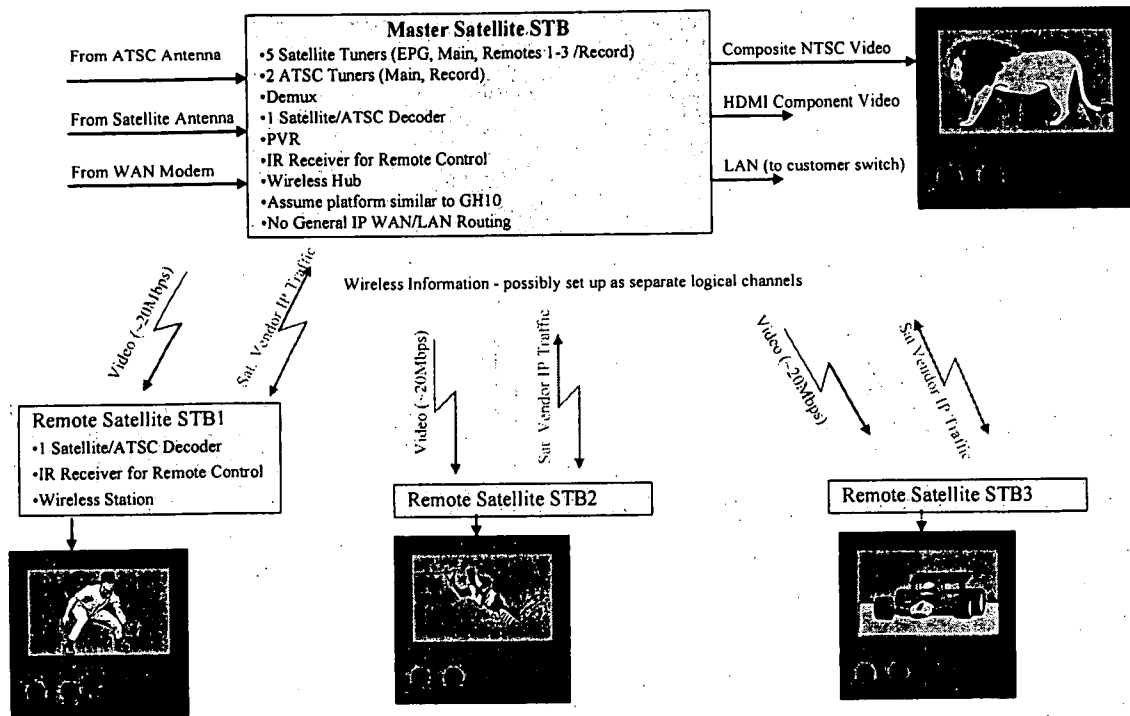 Master Satellite STB
•5 Satellite Tuners (EPG, Main, Remotes 1-3 /Record)
•2 ATSC Tuners (Main, Record)
•Demux
•1 Satellite/ATSC Decoder
•PVR
•IR Receiver for Remote Control
•Wireless Hub
•Assume platform similar to GH10
•No General IP WAN/LAN Routing
From ATSC Antenna
From Satellite Antenna
From WAN Modem
Composite NTSC Video
HDMI Component Video
LAN (to customer switch)
Wireless Information - possibly set up as separate logical channels
Video (~20Mbps)
Sat. Vendor IP Traffic
Video (~20Mbps)
Sat Vendor IP Traffic
Video (~20Mbps)
Sat Vendor IP Traffic
Remote Satellite STB1
•1 Satellite/ATSC Decoder
•IR Receiver for Remote Control
•Wireless Station
Remote Satellite STB2
Remote Satellite STB3